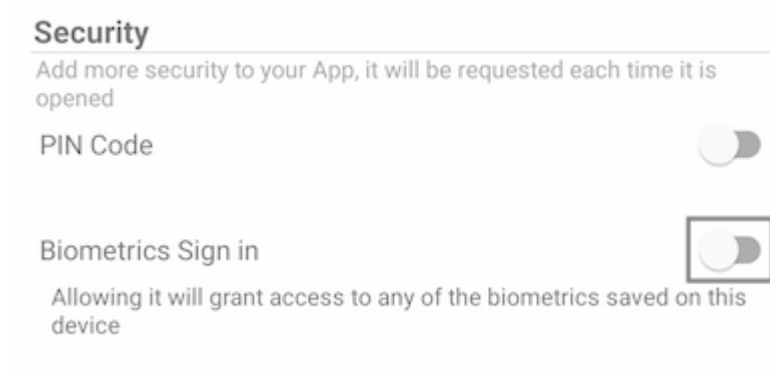 Security
Add more security to your App, it will be requested each time it is
opened
PIN Code
Biometrics Sign in
Allowing it will grant access to any of the biometrics saved on this
device